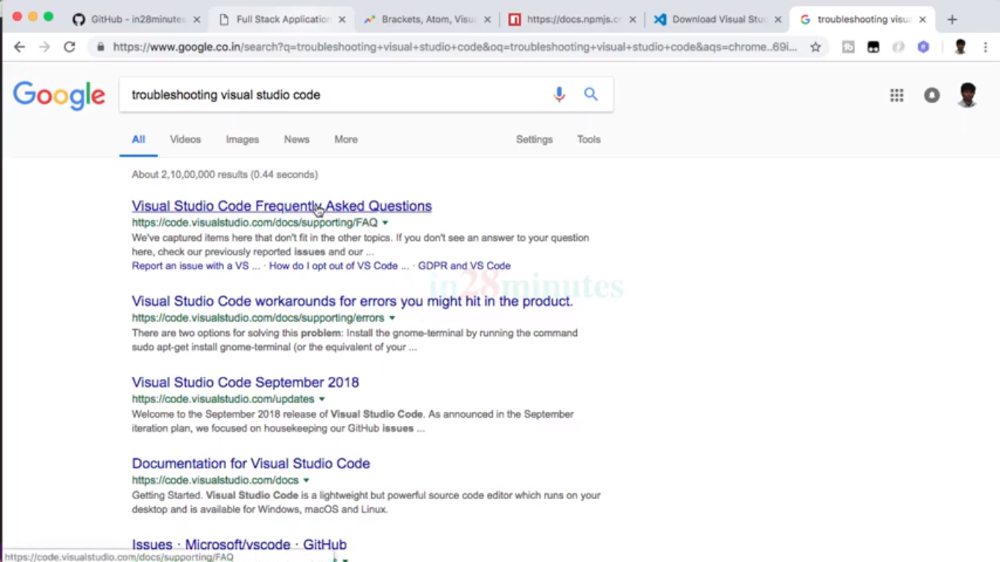 GitHub - in28minutes
Full Stack Application
Brackets, Atom, Visu
https://docs.npmjs.c
Download Visual Stu
troubleshooting visua
https://www.google.co.in/search?q=troubleshooting+visual+studio+code&oq=troubleshooting+visual+studio+code&aqs=chrome..69i...
Google
troubleshooting visual studio code
All
Videos
Images
News
More
Settings
Tools
About 2,10,00,000 results (0.44 seconds)
Visual Studio Code Frequently Asked Questions
https://code.visualstudio.com/docs/supporting/FAQ
We've captured items here that don't fit in the other topics. If you don't see an answer to your question
here, check our previously reported issues and our ...
Report an issue with a VS ... · How do I opt out of VS Code ... · GDPR and VS Code
in28minutes
Visual Studio Code workarounds for errors you might hit in the product.
https://code.visualstudio.com/docs/supporting/errors
There are two options for solving this problem: Install the gnome-terminal by running the command
sudo apt-get install gnome-terminal (or the equivalent of your ...
Visual Studio Code September 2018
https://code.visualstudio.com/updates
Welcome to the September 2018 release of Visual Studio Code. As announced in the September
iteration plan, we focused on housekeeping our GitHub issues ...
Documentation for Visual Studio Code
https://code.visualstudio.com/docs
Getting Started. Visual Studio Code is a lightweight but powerful source code editor which runs on your
desktop and is available for Windows, macOS and Linux.
Issues · Microsoft/vscode · GitHub
https://code.visualstudio.com/docs/supporting/FAQ